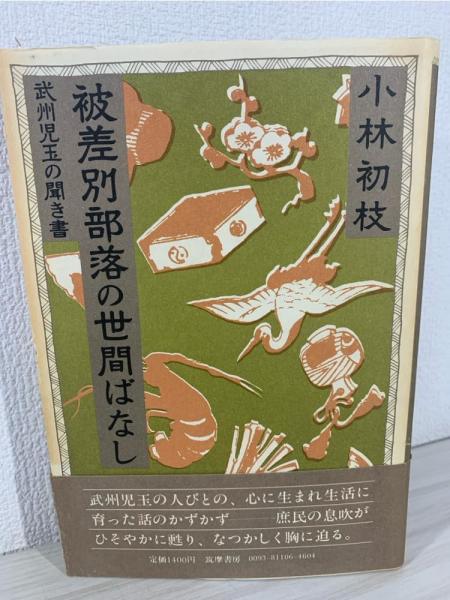 小林初枝
被差別部落の世間ばなし
武州児玉の聞き書
武州児玉の人びとの、心に生まれ生活に
育った話のかずかず――庶民の息吹が
ひそやかに甦り、なつかしく胸に迫る。
定価1400円 筑摩書房 0093-81106-4604